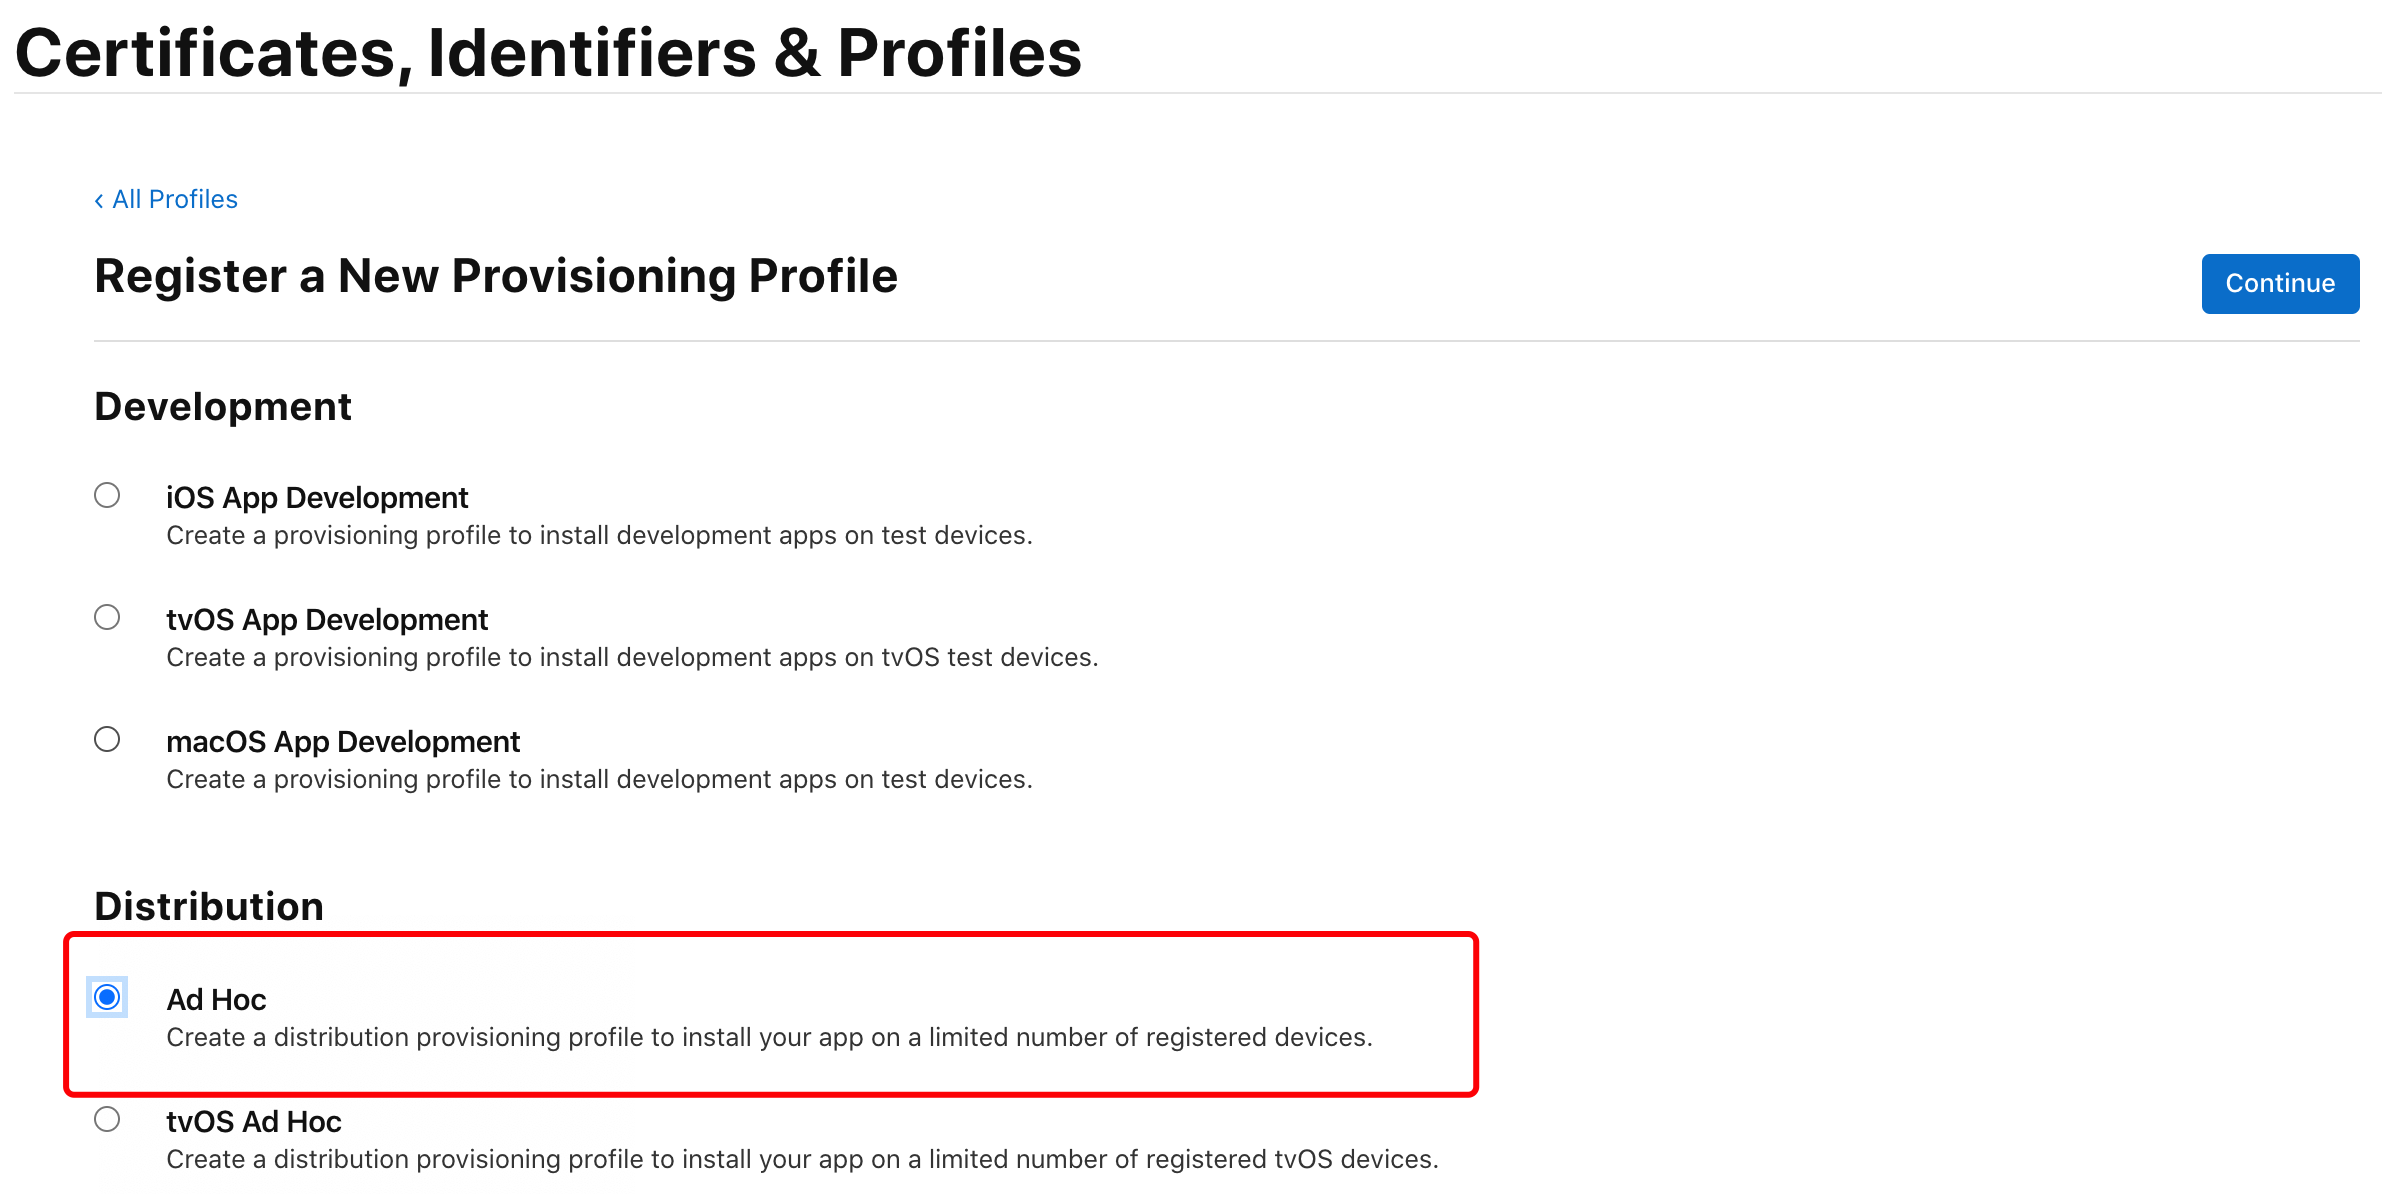 Certificates, Identifiers & Profiles
‹ All Profiles
Register a New Provisioning Profile
Continue
Development
iOS App Development
Create a provisioning profile to install development apps on test devices.
tvOS App Development
Create a provisioning profile to install development apps on tvOS test devices.
macOS App Development
Create a provisioning profile to install development apps on test devices.
Distribution
Ad Hoc
Create a distribution provisioning profile to install your app on a limited number of registered devices.
tvOS Ad Hoc
Create a distribution provisioning profile to install your app on a limited number of registered tvOS devices.